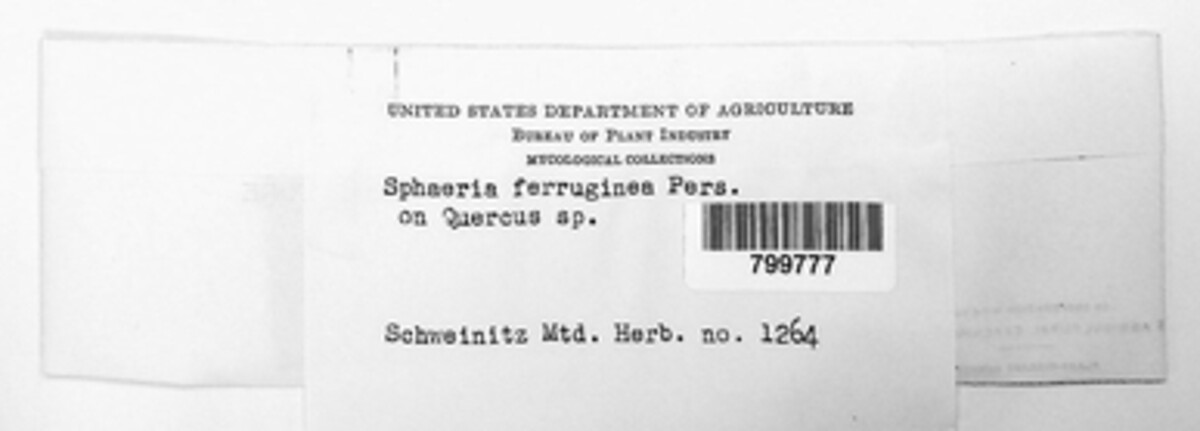 UNITED STATES DEPARTMENT OF AGRICULTURE
BUREAU OF PLANT INDUSTRY
MYCOLOGICAL COLLECTIONS
Sphaeria ferruginea Pers.
on Quercus sp.
799777
Schweinitz Mtd. Herb. no. 1264